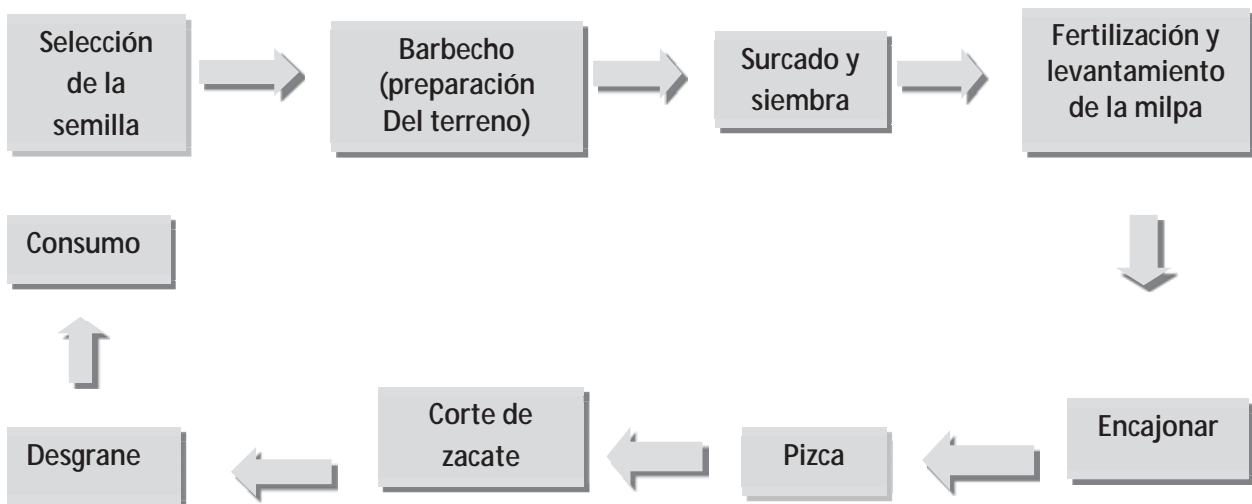 Selección
de la
semilla
Barbecho
(preparación
Del terreno)
Surcado y
siembra
Fertilización y
levantamiento
de la milpa
Encajonar
Pizca
Corte de
zacate
Desgrane
Consumo